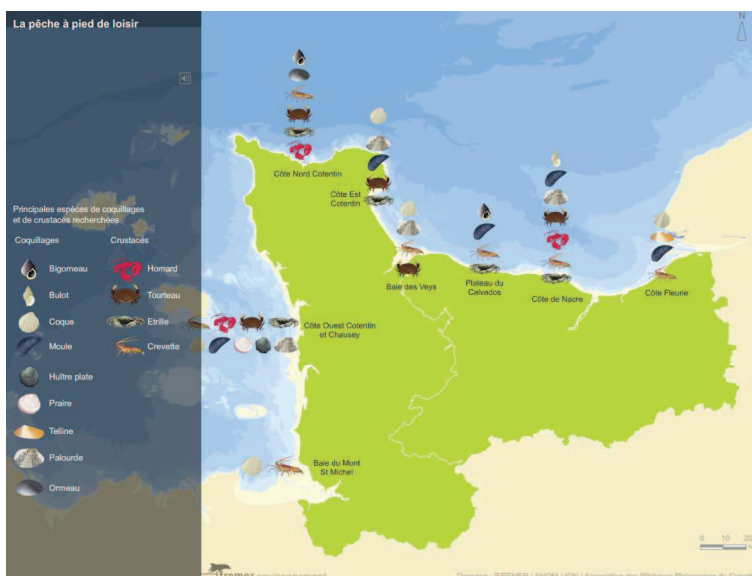 La pêche à pied de loisir
N
Côte Nord Cotentin
Côte Est
Cotentin
Principales espèces de coquillages
et de crustacés recherchées
Coquillages Crustacés
Bigorneau Homard
Bulot Tourteau
Coque Etrille
Moule Crevette
Huître plate
Praire
Telline
Palourde
Ormeau
Baie des Veys
Plateau du
Calvados
Côte de Nacre
Côte Fleurie
Côte Ouest Cotentin
et Chausey
Baie du Mont
St Michel
0 10 20